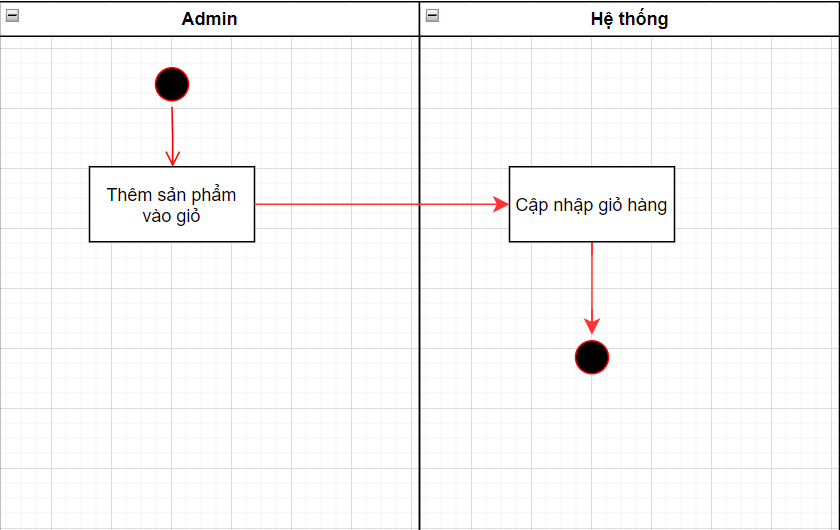 Admin
Hệ thống
Thêm sản phẩm
vào giỏ
Cập nhập giỏ hàng